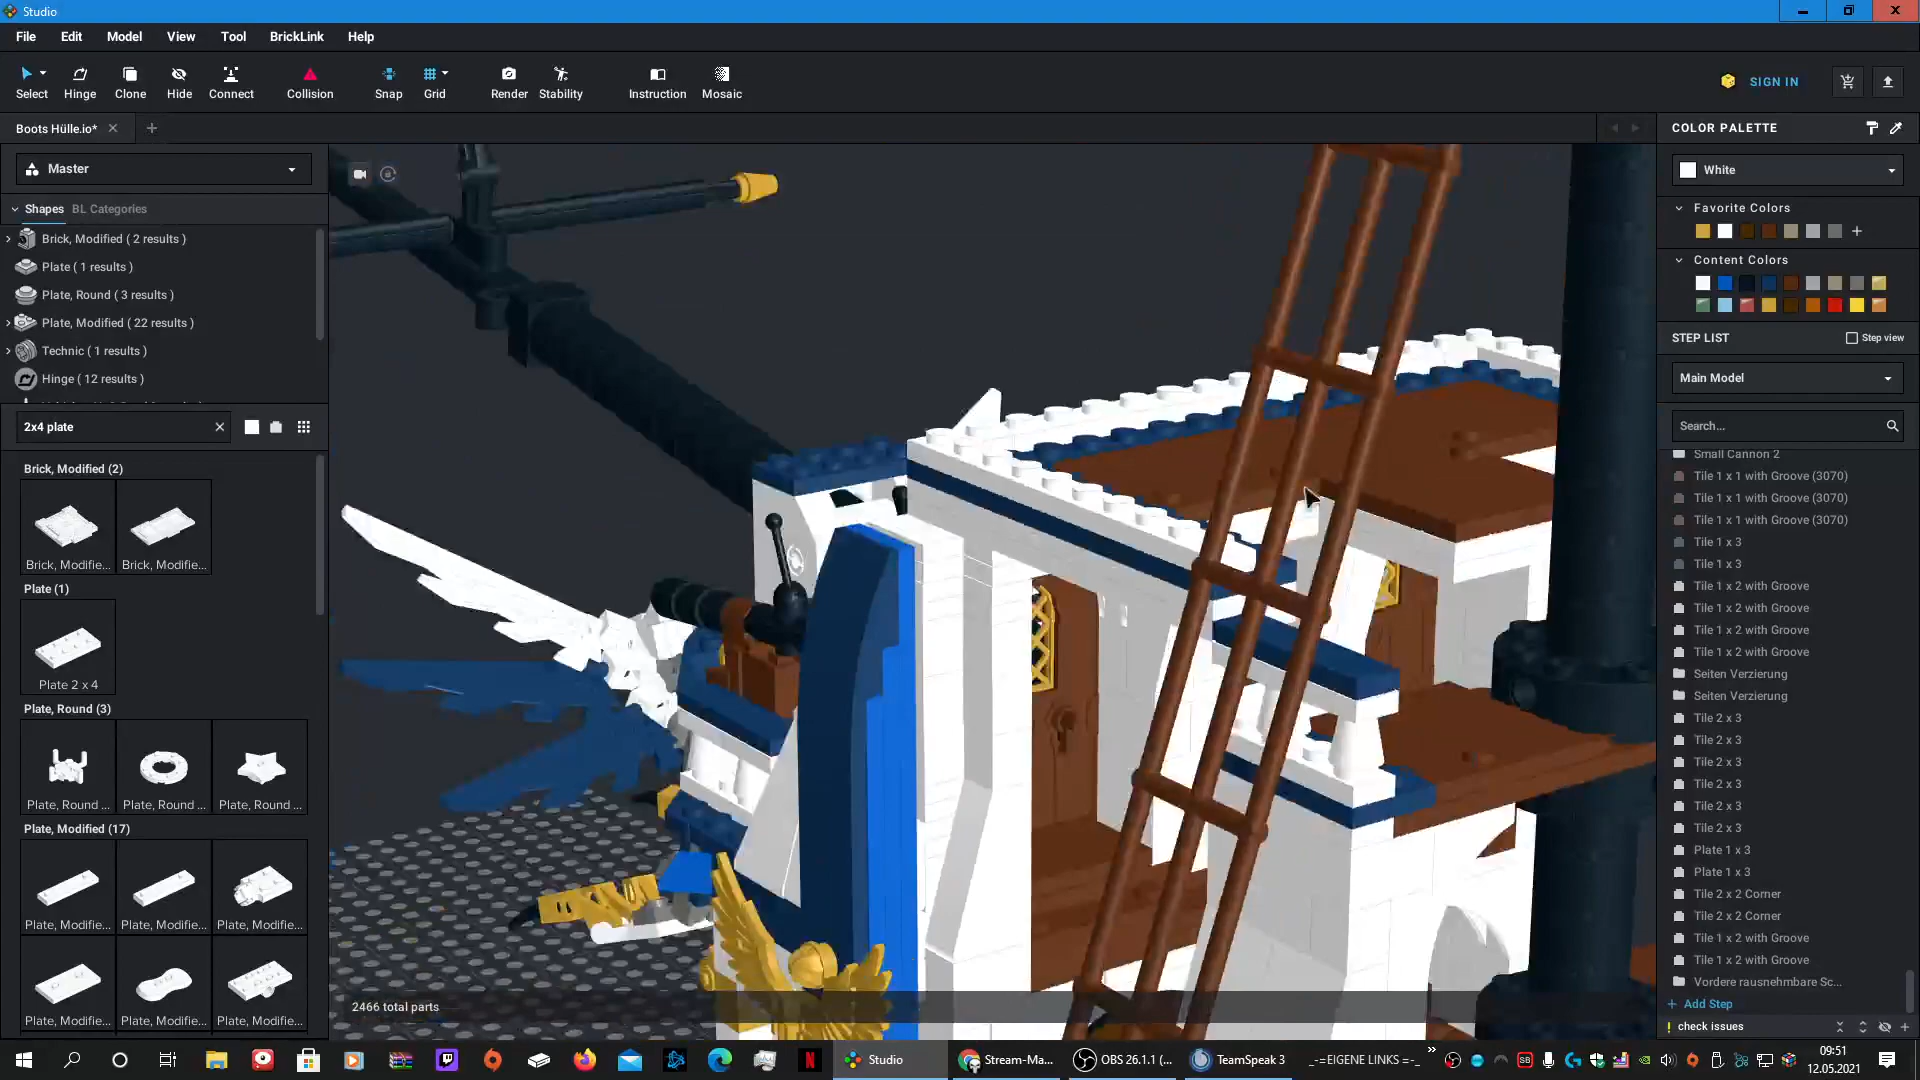 Studio
File Edit Model View Tool BrickLink Help
Select Hinge Clone Hide Connect Collision Snap Grid Render Stability Instruction Mosaic SIGN IN
Boots Hülle.io*
Master
Shapes BL Categories
Brick, Modified ( 2 results )
Plate ( 1 results )
Plate, Round ( 3 results )
Plate, Modified ( 22 results )
Technic ( 1 results )
Hinge ( 12 results )
2x4 plate
Brick, Modified (2)
Brick, Modifie... Brick, Modifie...
Plate (1)
Plate 2 x 4
Plate, Round (3)
Plate, Round ... Plate, Round ... Plate, Round ...
Plate, Modified (17)
Plate, Modifie... Plate, Modifie... Plate, Modifie...
Plate, Modifie... Plate, Modifie... Plate, Modifie...
2466 total parts
COLOR PALETTE
White
Favorite Colors
Content Colors
STEP LIST Step view
Main Model
Search...
Small Cannon 2
Tile 1 x 1 with Groove (3070)
Tile 1 x 1 with Groove (3070)
Tile 1 x 1 with Groove (3070)
Tile 1 x 3
Tile 1 x 3
Tile 1 x 2 with Groove
Tile 1 x 2 with Groove
Tile 1 x 2 with Groove
Tile 1 x 2 with Groove
Seiten Verzierung
Seiten Verzierung
Tile 2 x 3
Tile 2 x 3
Tile 2 x 3
Tile 2 x 3
Tile 2 x 3
Tile 2 x 3
Plate 1 x 3
Plate 1 x 3
Tile 2 x 2 Corner
Tile 2 x 2 Corner
Tile 1 x 2 with Groove
Tile 1 x 2 with Groove
Vordere rausnehmbare Sc...
+ Add Step
! check issues
Studio Stream-Ma... OBS 26.1.1 (... TeamSpeak 3 _-=EIGENE LINKS =-_ » 09:51
12.05.2021